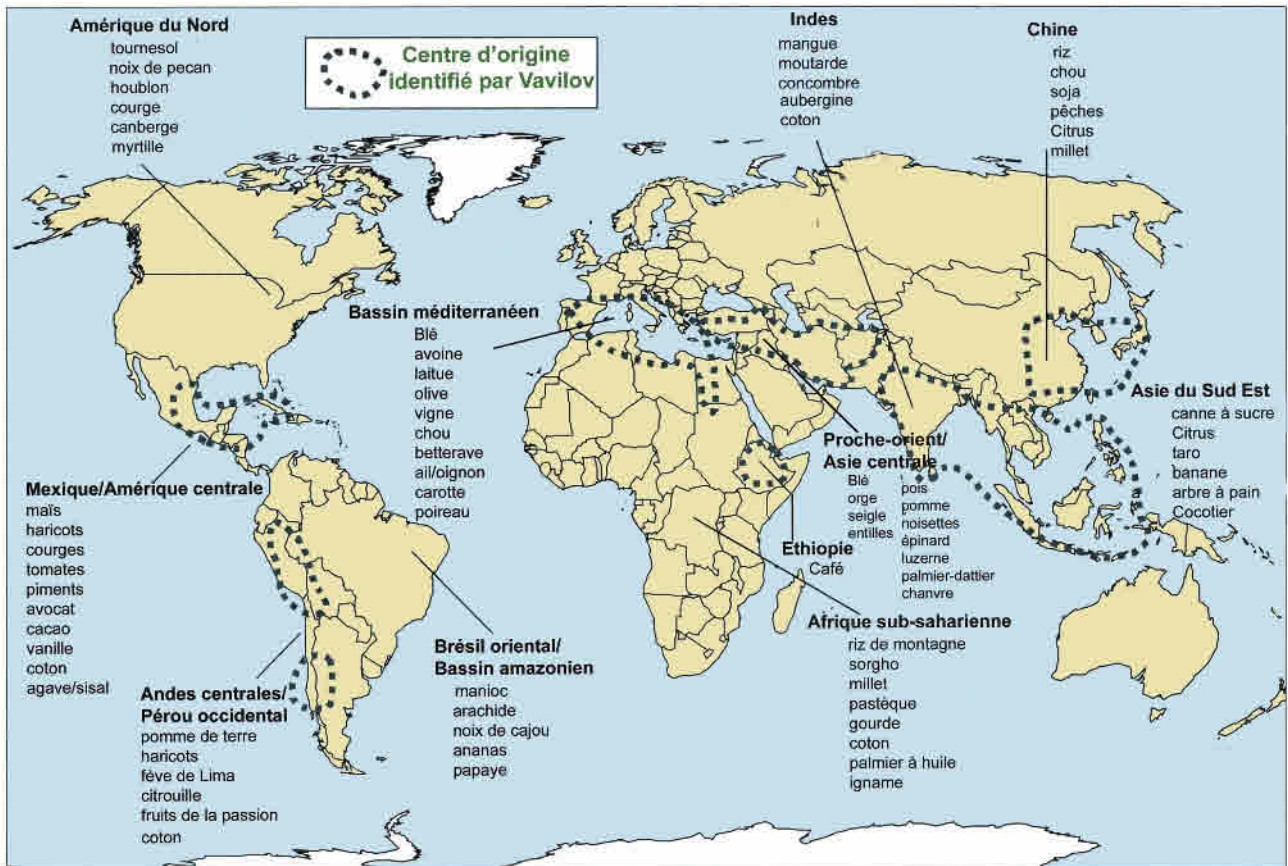 Amérique du Nord
tournesol
noix de pecan
houblon
courge
canberge
myrtille
Centre d'origine
identifié par Vavilov
Indes
mangue
moutarde
concombre
aubergine
coton
Chine
riz
chou
soja
pêches
Citrus
millet
Bassin méditerranéen
Blé
avoine
laitue
olive
vigne
chou
betterave
ail/oignon
carotte
poireau
Asie du Sud Est
canne à sucre
Citrus
taro
banane
arbre à pain
Cocotier
Proche-orient/
Asie centrale
Blé
orge
seigle
entilles
pois
pomme
noisettes
épinard
luzerne
palmier-dattier
chanvre
Mexique/Amérique centrale
maïs
haricots
courges
tomates
piments
avocat
cacao
vanille
coton
agave/sisal
Ethiopie
Café
Afrique sub-saharienne
riz de montagne
sorgho
millet
pastèque
gourde
coton
palmier à huile
igname
Brésil oriental/
Bassin amazonien
manioc
arachide
noix de cajou
ananas
papaye
Andes centrales/
Pérou occidental
pomme de terre
haricots
fève de Lima
citrouille
fruits de la passion
coton